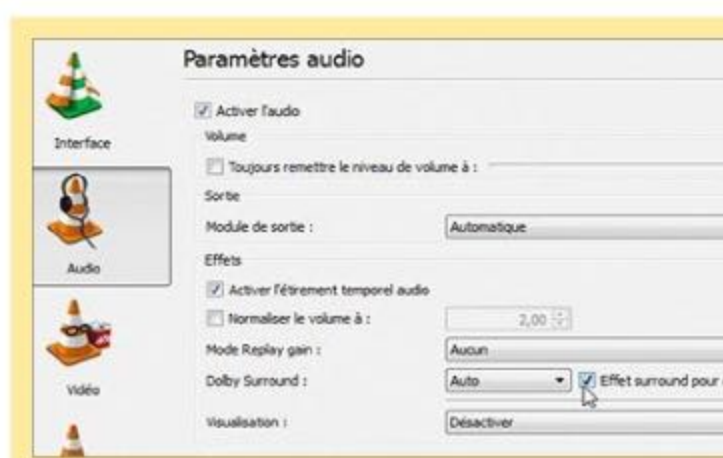 Paramètres audio
Interface
Activer l'audo
Volume
Toujours remettre le niveau de volume à :
Sortie
Module de sortie :
Automatique
Audio
Effets
Activer l'étirement temporel audio
Normaliser le volume à :
2,00
Mode Replay gain :
Aucun
Dolby Surround :
Auto
Effet surround pour
Vidéo
Visualisation :
Désactiver